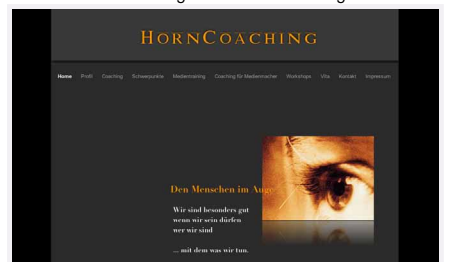 HORNCOACHING
Home Profil Coaching Schwerpunkte Medientraining Coaching für Medienmacher Workshops Vita Kontakt Impressum
Den Menschen im Auge
Wir sind besonders gut
wenn wir sein dürfen
wer wir sind
... mit dem was wir tun.